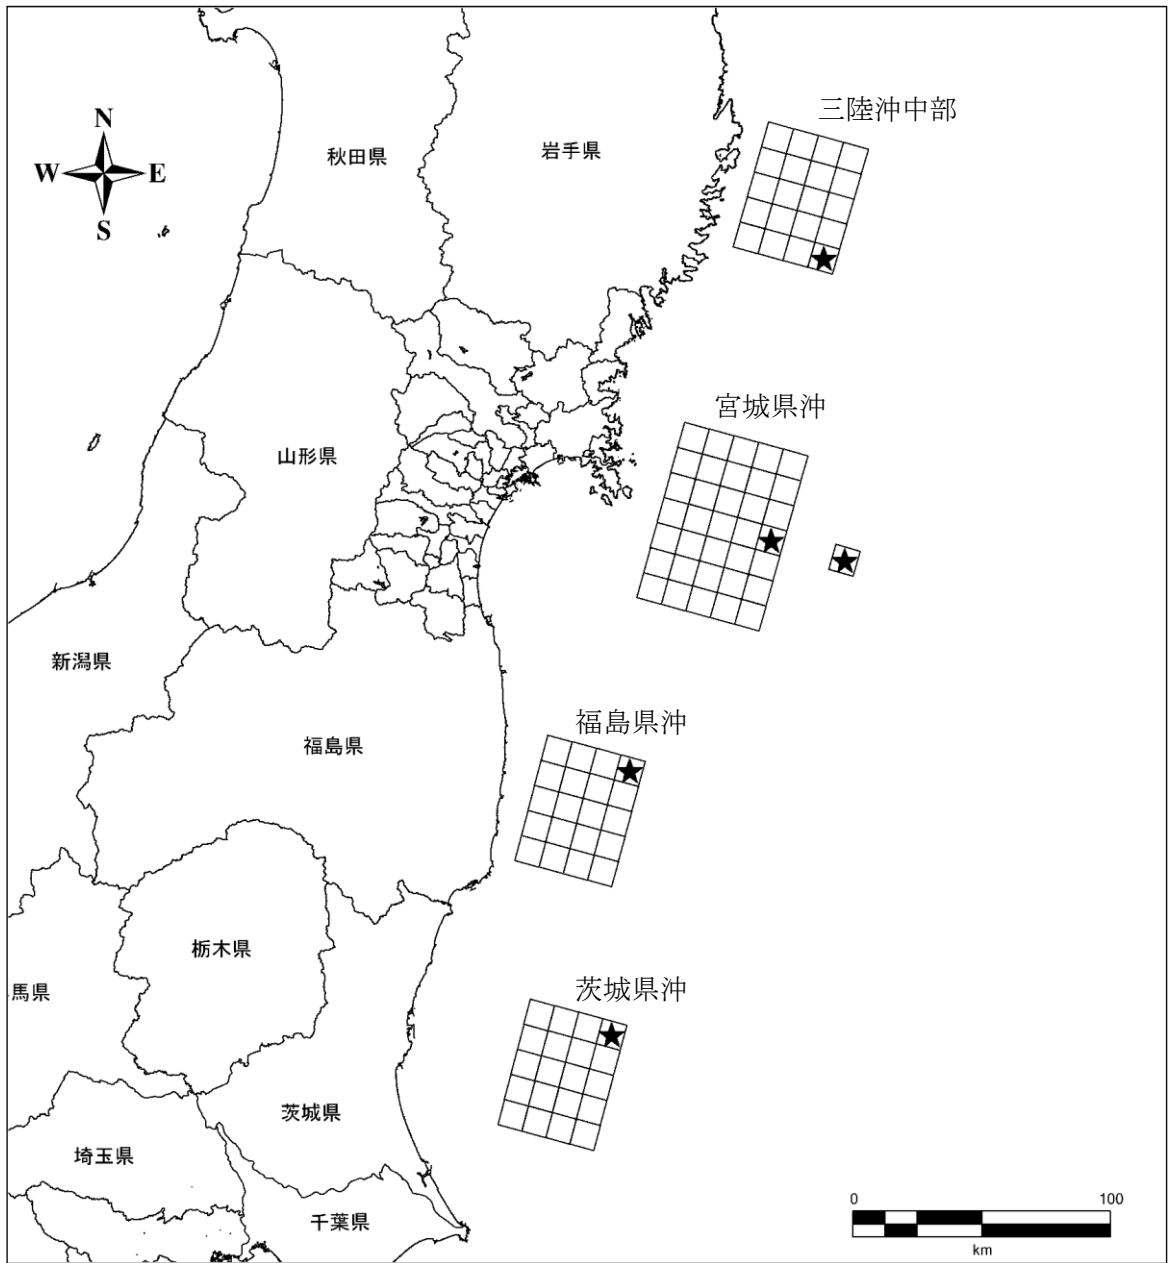 三陸沖中部
N
W E
S
秋田県
岩手県
宮城県沖
山形県
新潟県
福島県沖
福島県
栃木県
馬県
茨城県沖
茨城県
埼玉県
千葉県
0 100
km